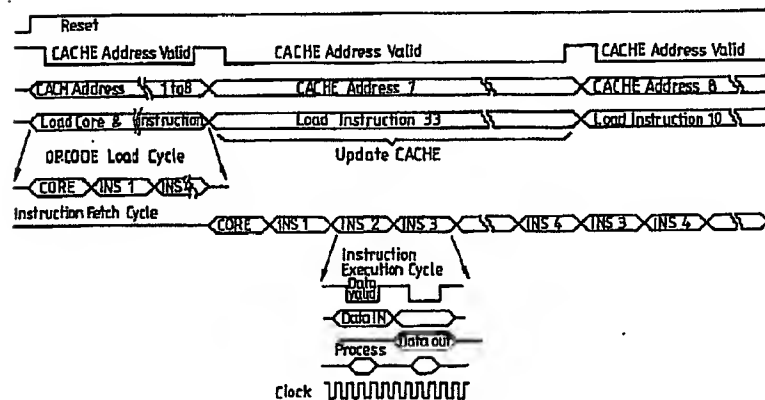 Reset
CACHE Address Valid CACHE Address Valid CACHE Address Valid
CACH Address 1 to8 CACHE Address 7 CACHE Address 8
Load Core & Instruction Load Instruction 33 Load Instruction 10
OPCODE Load Cycle Update CACHE
CORE INS 1 INS
Instruction Fetch Cycle
CORE INS 1 INS 2 INS 3 INS 4 INS 3 INS 4
Instruction
Execution Cycle
Data
valid
Data IN
Data out
Process
Clock